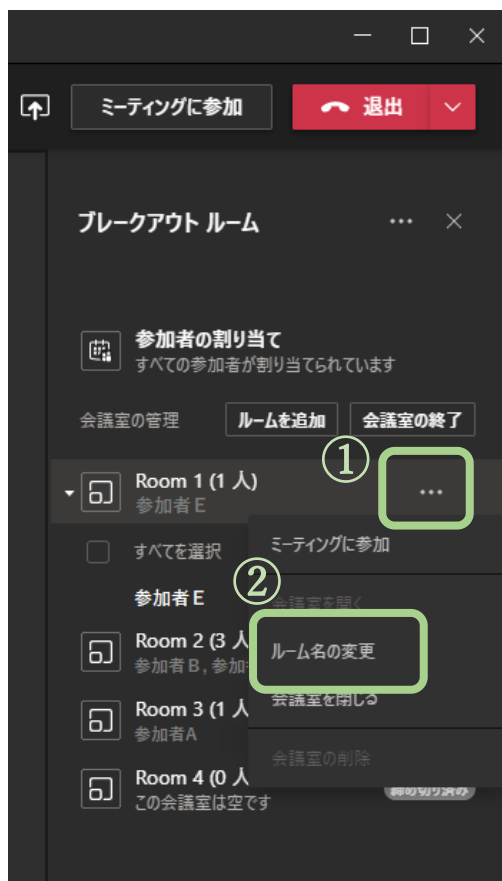 ミーティングに参加
退出
ブレークアウト ルーム
参加者の割り当て
すべての参加者が割り当てられています
会議室の管理
ルームを追加
会議室の終了
①
Room 1 (1 人)
参加者 E
すべてを選択
ミーティングに参加
②
参加者 E
会議室を開く
Room 2 (3 人
参加者 B, 参加
ルーム名の変更
会議室を閉じる
Room 3 (1 人
参加者A
会議室の削除
Room 4 (0 人
この会議室は空です
締め切り済み